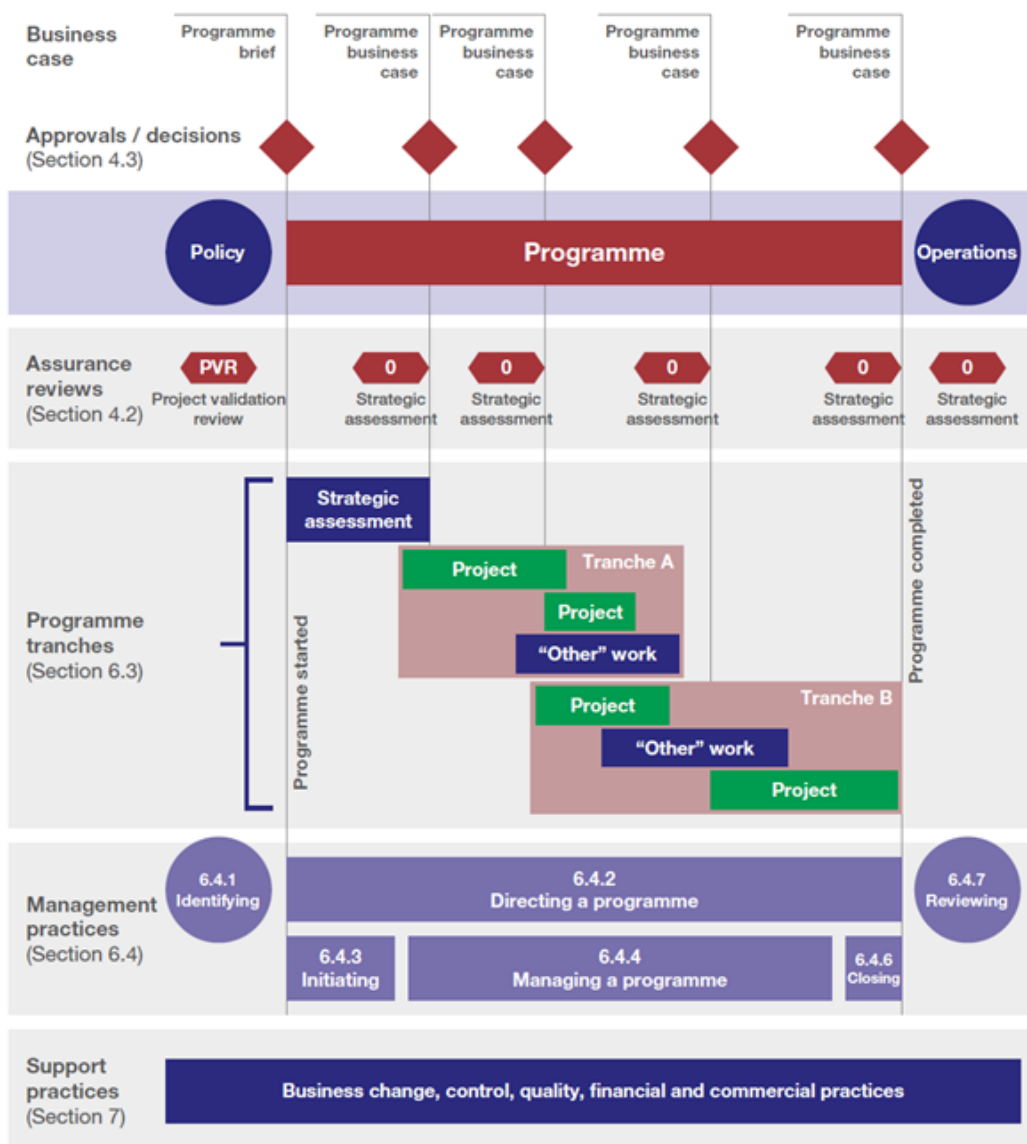 Business
case
Programme
brief
Programme
business
case
Programme
business
case
Programme
business
case
Programme
business
case
Approvals / decisions
(Section 4.3)
Policy
Programme
Operations
Assurance
reviews
(Section 4.2)
PVR
Project validation
review
0
Strategic
assessment
0
Strategic
assessment
0
Strategic
assessment
0
Strategic
assessment
0
Strategic
assessment
Programme
tranches
(Section 6.3)
Programme started
Strategic
assessment
Tranche A
Project
Project
"Other" work
Tranche B
Project
"Other" work
Project
Programme completed
Management
practices
(Section 6.4)
6.4.1
Identifying
6.4.2
Directing a programme
6.4.7
Reviewing
6.4.3
Initiating
6.4.4
Managing a programme
6.4.6
Closing
Support
practices
(Section 7)
Business change, control, quality, financial and commercial practices